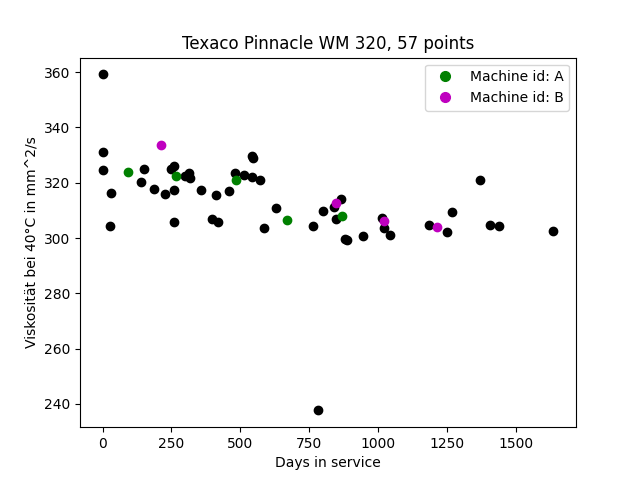 Texaco Pinnacle WM 320, 57 points
Machine id: A
Machine id: B
Viskosität bei 40°C in mm^2/s
360
340
320
300
280
260
240
0 250 500 750 1000 1250 1500
Days in service